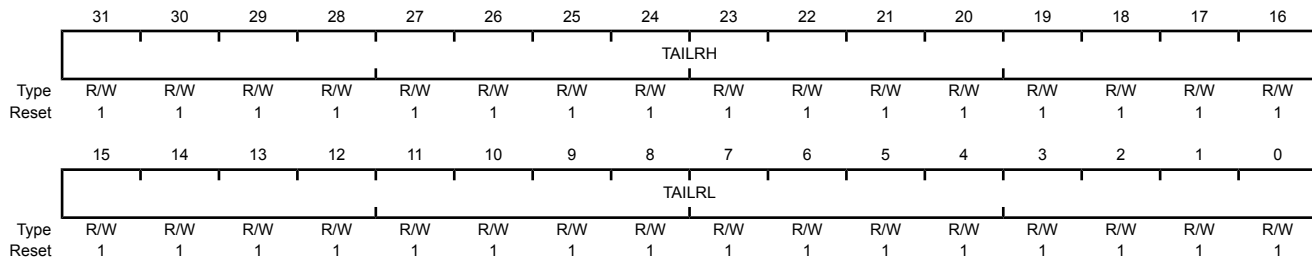 31 30 29 28 27 26 25 24 23 22 21 20 19 18 17 16
TAILRH
Type R/W R/W R/W R/W R/W R/W R/W R/W R/W R/W R/W R/W R/W R/W R/W R/W
Reset 1 1 1 1 1 1 1 1 1 1 1 1 1 1 1 1
15 14 13 12 11 10 9 8 7 6 5 4 3 2 1 0
TAILRL
Type R/W R/W R/W R/W R/W R/W R/W R/W R/W R/W R/W R/W R/W R/W R/W R/W
Reset 1 1 1 1 1 1 1 1 1 1 1 1 1 1 1 1